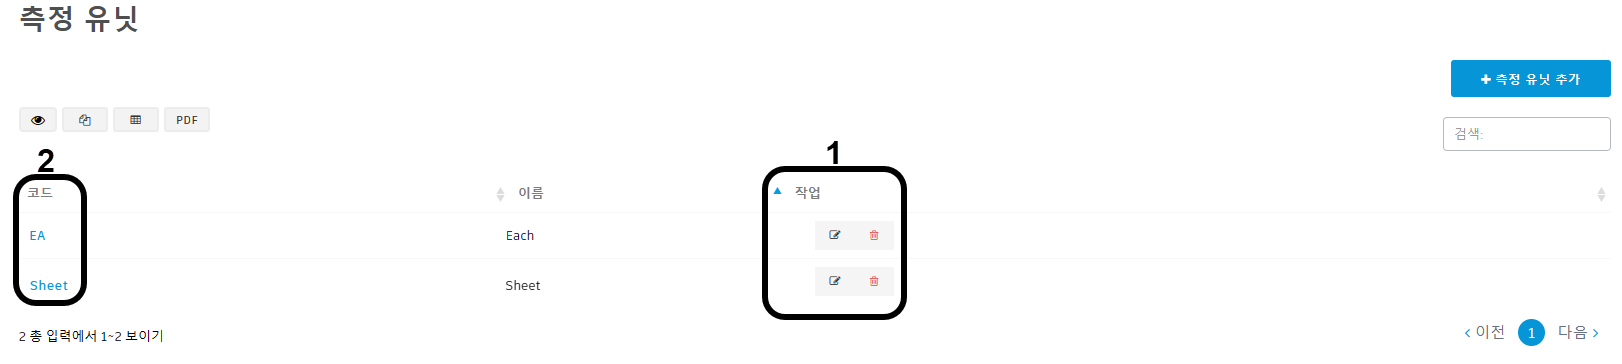 측정 유닛
+ 측정 유닛 추가
PDF
검색:
2
1
코드 이름 작업
EA Each
Sheet Sheet
2 총 입력에서 1~2 보이기
‹ 이전 1 다음 ›